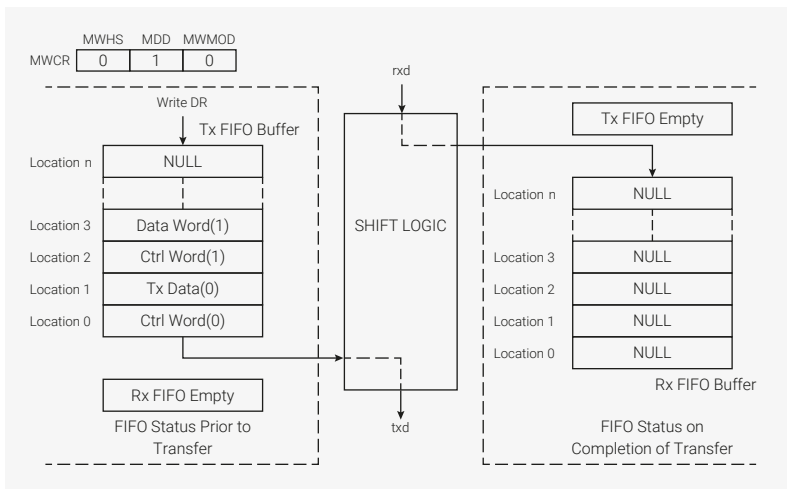 MWHS MDD MWMOD
MWCR 0 1 0
Write DR
Tx FIFO Buffer
Location n NULL
Location 3 Data Word(1)
Location 2 Ctrl Word(1)
Location 1 Tx Data(0)
Location 0 Ctrl Word(0)
Rx FIFO Empty
FIFO Status Prior to
Transfer
rxd
SHIFT LOGIC
txd
Tx FIFO Empty
Location n NULL
Location 3 NULL
Location 2 NULL
Location 1 NULL
Location 0 NULL
Rx FIFO Buffer
FIFO Status on
Completion of Transfer